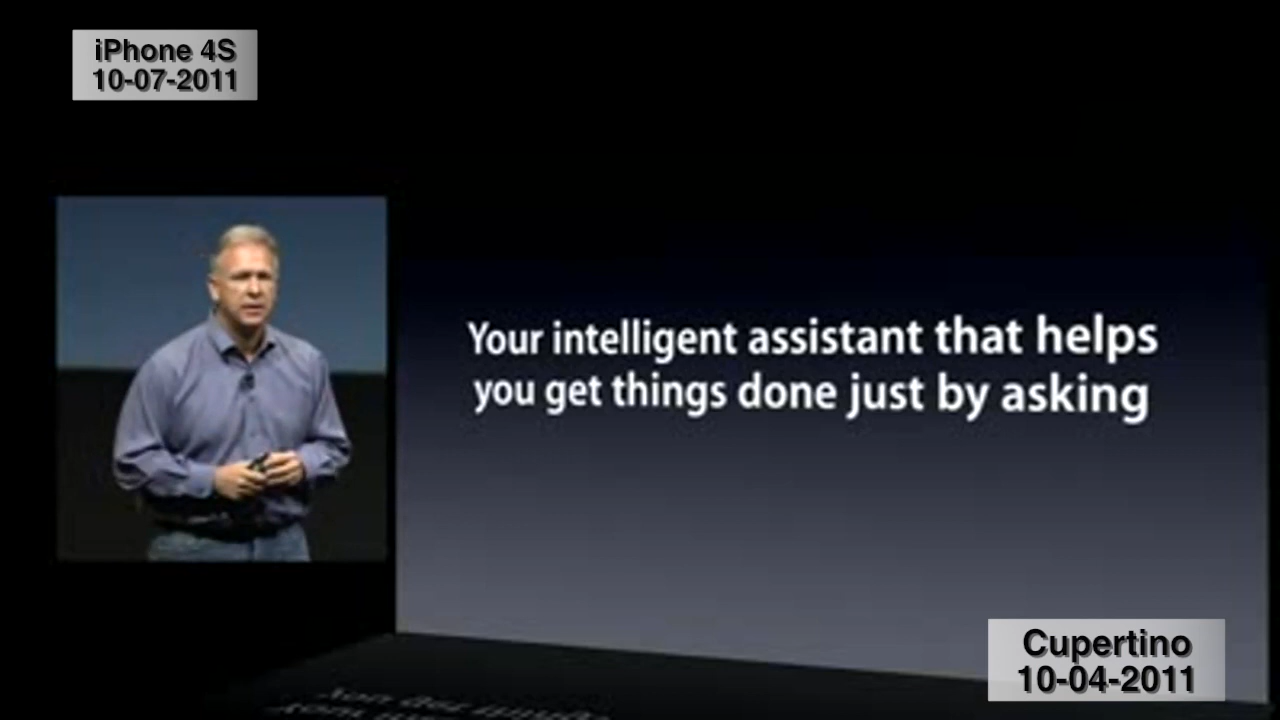 iPhone 4S
10-07-2011
Your intelligent assistant that helps
you get things done just by asking
Cupertino
10-04-2011